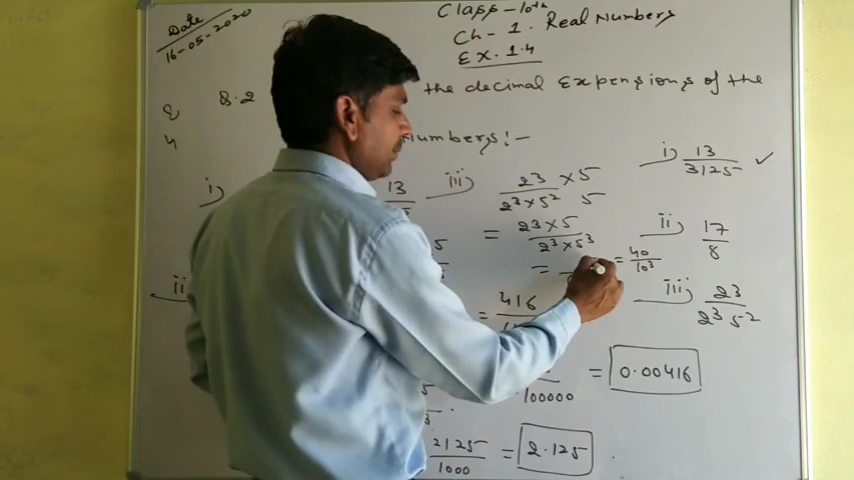 Date
16-05-2020
Class-10th
Ch-1. Real Numbers
Ex. 1.4
Q 8.2 the decimal Expensions of the
4 Numbers:-
i) 13
iii) 23 × 5 / 2³ × 5² 5
= 23 × 5 / 2³ × 5³
= = 40 / 10³
i) 13/3125 ✓
ii) 17/8
iii) 23 / 2³ 5²
ii
= 416
100000 = 0.00416
2125/1000 = 2.125